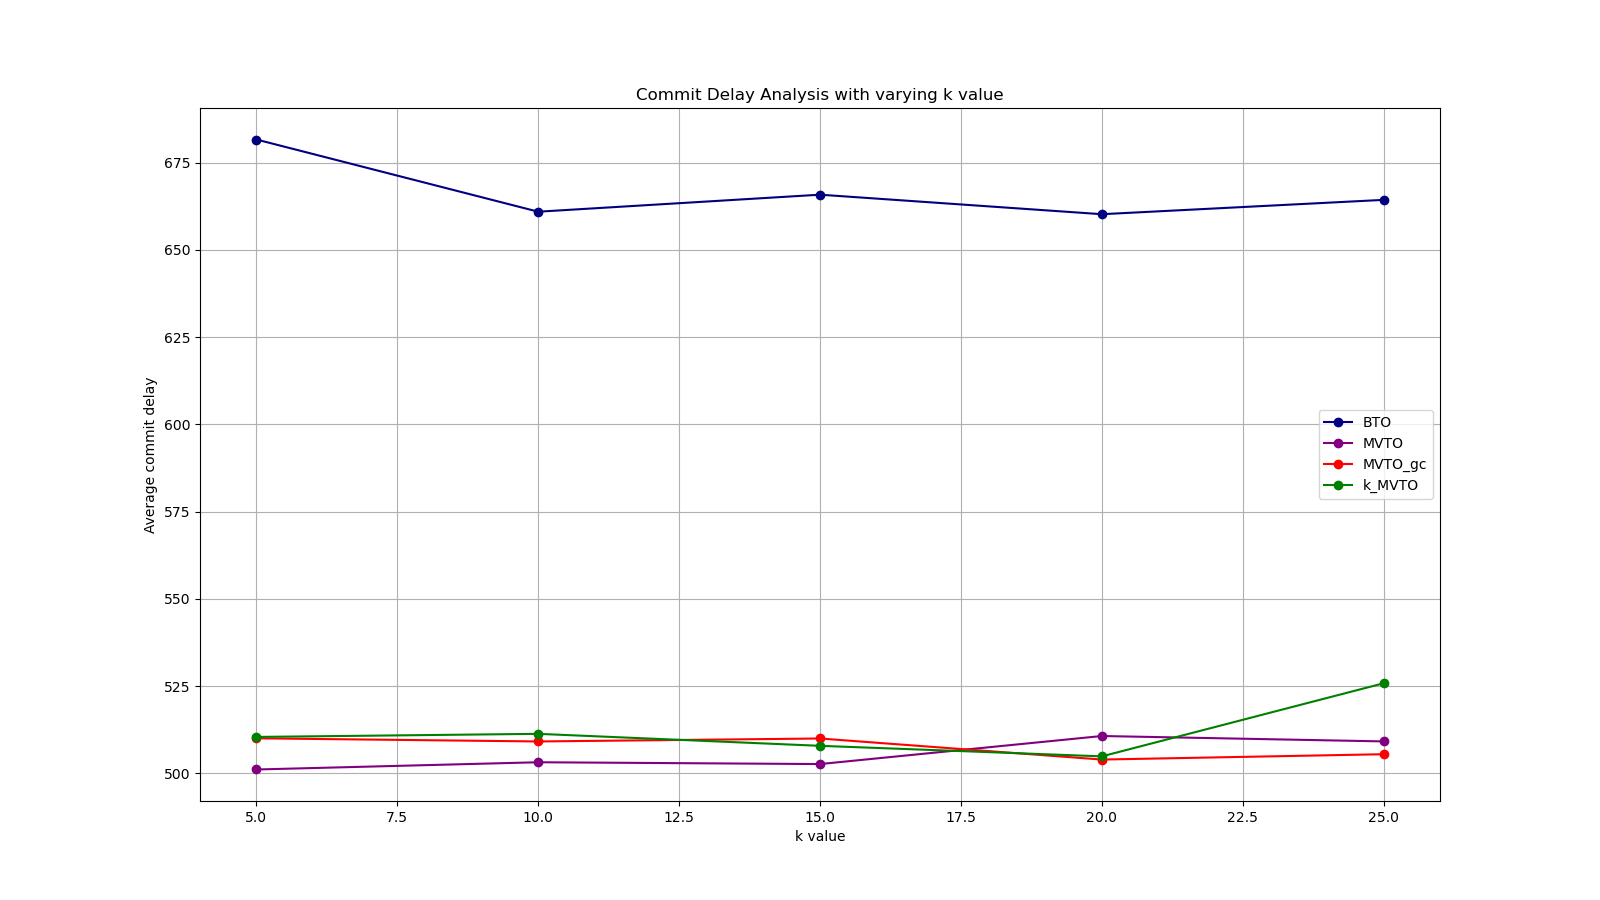 Commit Delay Analysis with varying k value
675
650
625
600
575
550
525
500
Average commit delay
BTO
MVTO
MVTO_gc
k_MVTO
5.0 7.5 10.0 12.5 15.0 17.5 20.0 22.5 25.0
k value